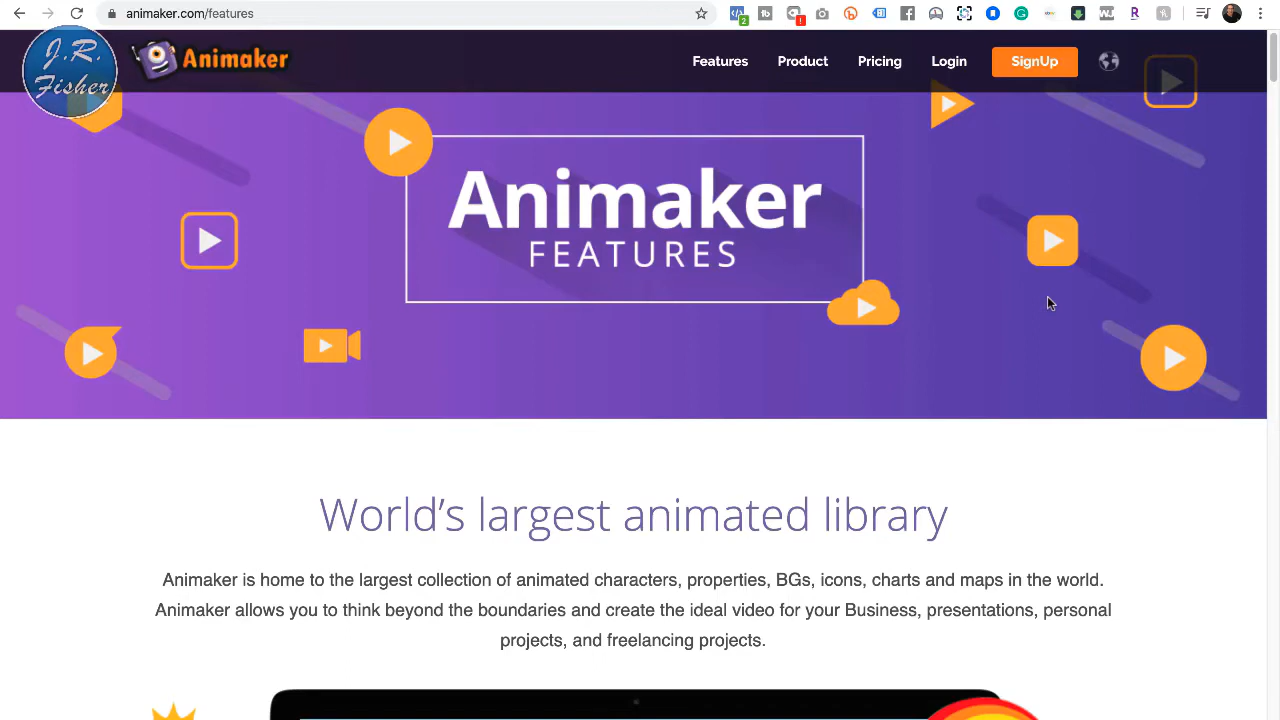 animaker.com/features
2
J.R.
Fisher
Animaker
Features
Product
Pricing
Login
SignUp
Animaker
FEATURES
World's largest animated library
Animaker is home to the largest collection of animated characters, properties, BGs, icons, charts and maps in the world.
Animaker allows you to think beyond the boundaries and create the ideal video for your Business, presentations, personal
projects, and freelancing projects.